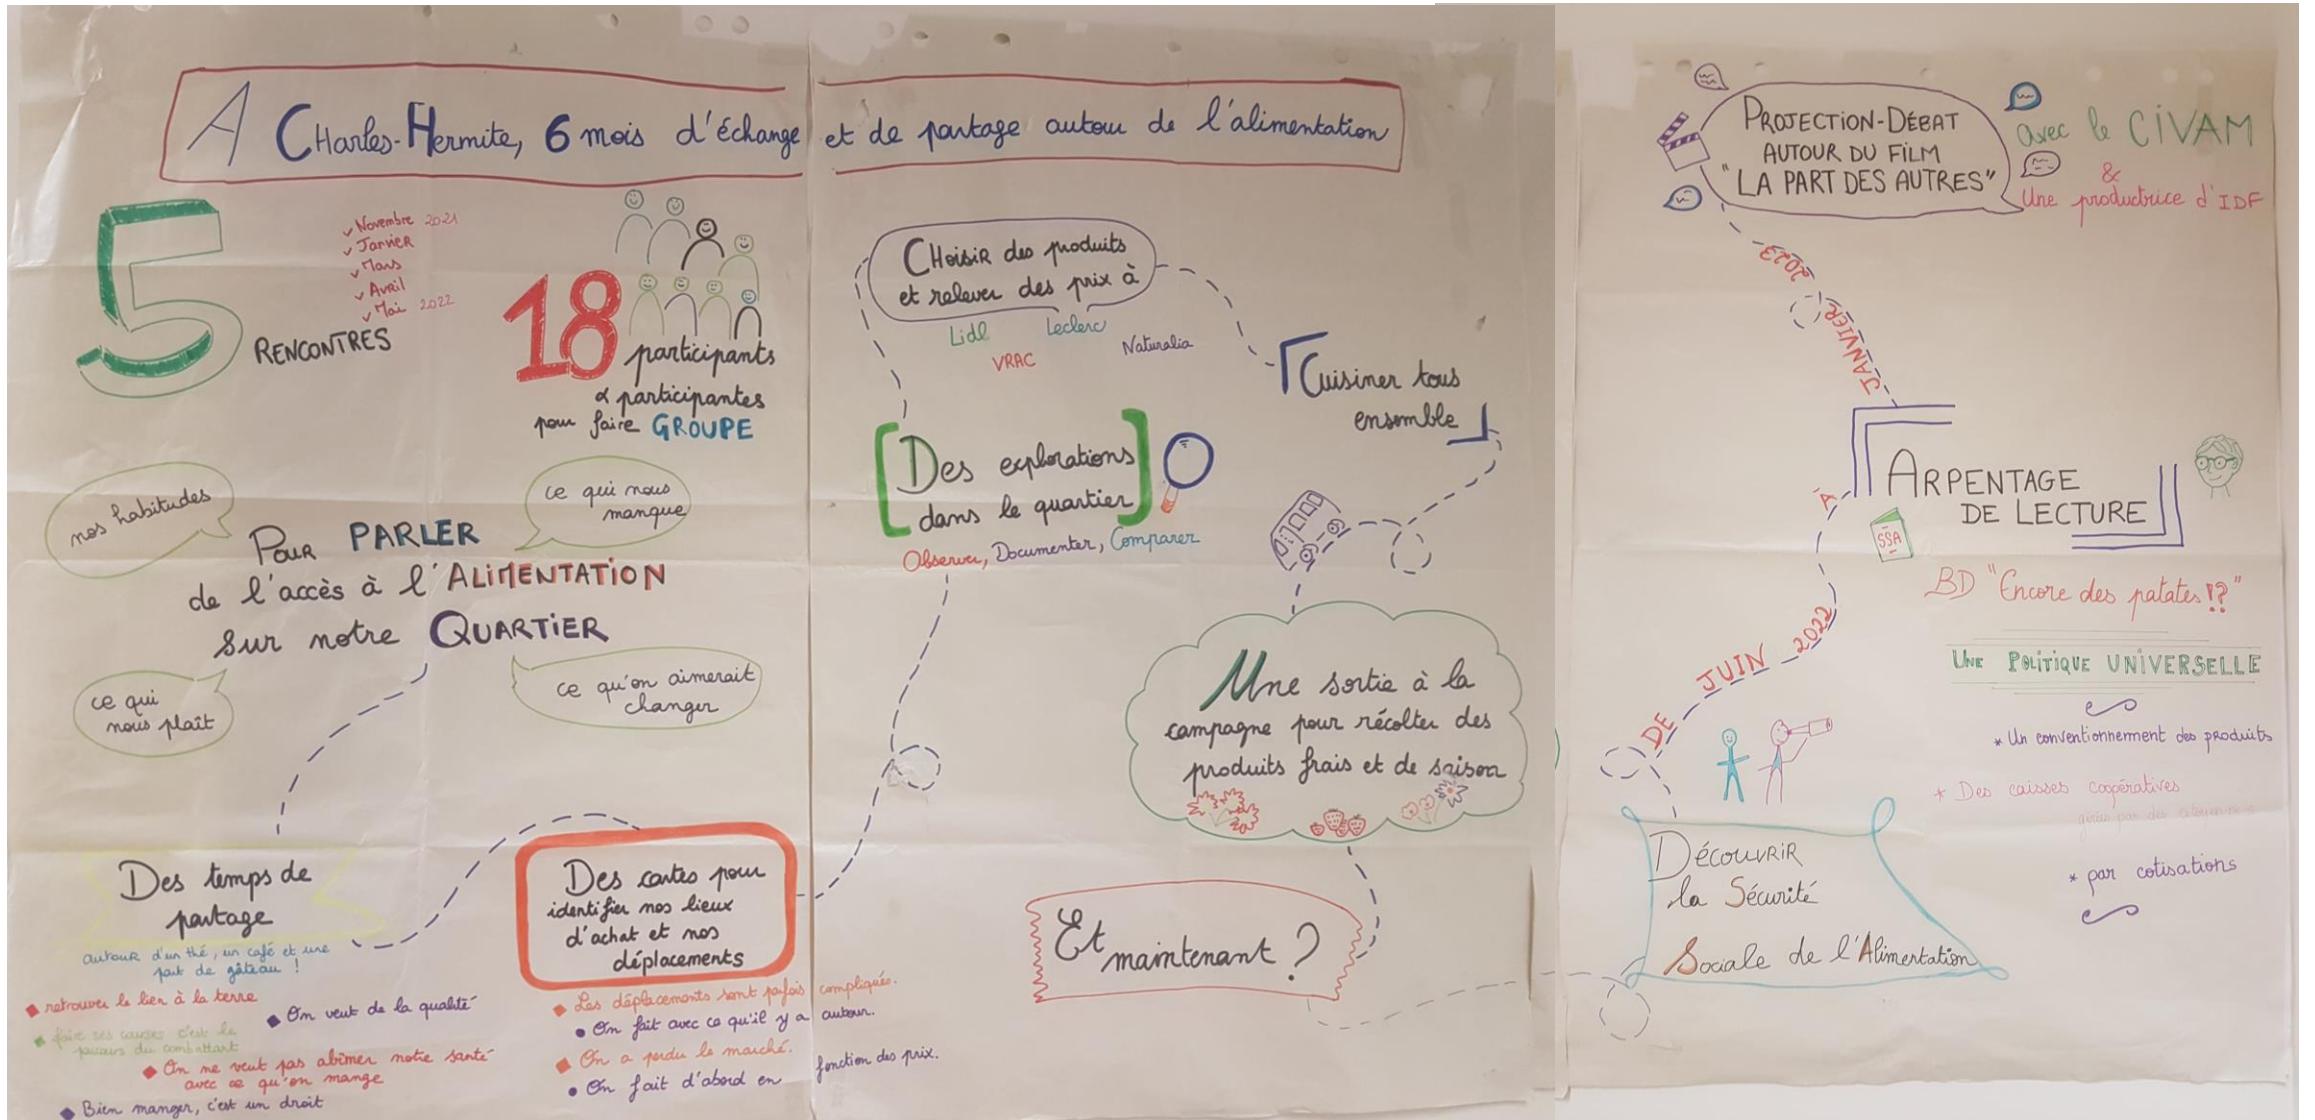 A CHarles-Hermite, 6 mois d'échange et de partage autour de l'alimentation
5
RENCONTRES
Novembre 2021
Janvier
Mars
Avril
Mai 2022
18
participants
& participantes
pour faire GROUPE
nos habitudes
ce qui nous
manque
Pour PARLER
de l'accès à l'ALIMENTATION
sur notre QUARTIER
ce qui
nous plaît
ce qu'on aimerait
changer
Des temps de
partage
autour d'un thé, un café et une
part de gâteau !
retrouver le lien à la terre
On veut de la qualité
faire ses courses c'est le
parcours du combattant
On ne veut pas abîmer notre santé
avec ce qu'on mange
Bien manger, c'est un droit
Des cartes pour
identifier nos lieux
d'achat et nos
déplacements
Les déplacements sont parfois compliqués.
On fait avec ce qu'il y a autour.
On a perdu le marché.
On fait d'abord en fonction des prix.
CHoisir des produits
et relever des prix à
Lidl
Leclerc
VRAC
Naturalia
Des explorations
dans le quartier
Observer, Documenter, Comparer
Cuisiner tous
ensemble
Une sortie à la
campagne pour récolter des
produits frais et de saison
Et maintenant ?
PROJECTION-DÉBAT
AUTOUR DU FILM
"LA PART DES AUTRES"
avec le CIVAM
&
Une productrice d'IDF
DE JUIN 2022 À JANVIER 2023
ARPENTAGE
DE LECTURE
SSA
BD "Encore des patates !?"
UNE POLITIQUE UNIVERSELLE
* Un conventionnement des produits
* Des caisses coopératives
gérées par des citoyen·ne·s
* par cotisations
DÉCOUVRIR
la Sécurité
Sociale de l'Alimentation